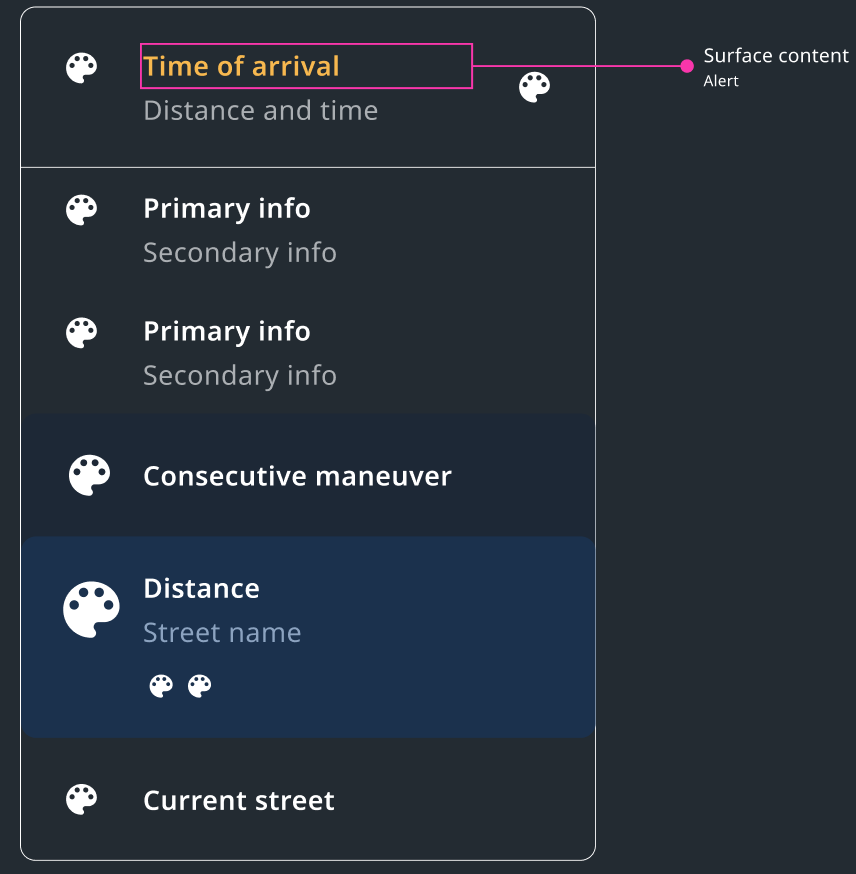 Time of arrival
Distance and time
Surface content
Alert
Primary info
Secondary info
Primary info
Secondary info
Consecutive maneuver
Distance
Street name
Current street